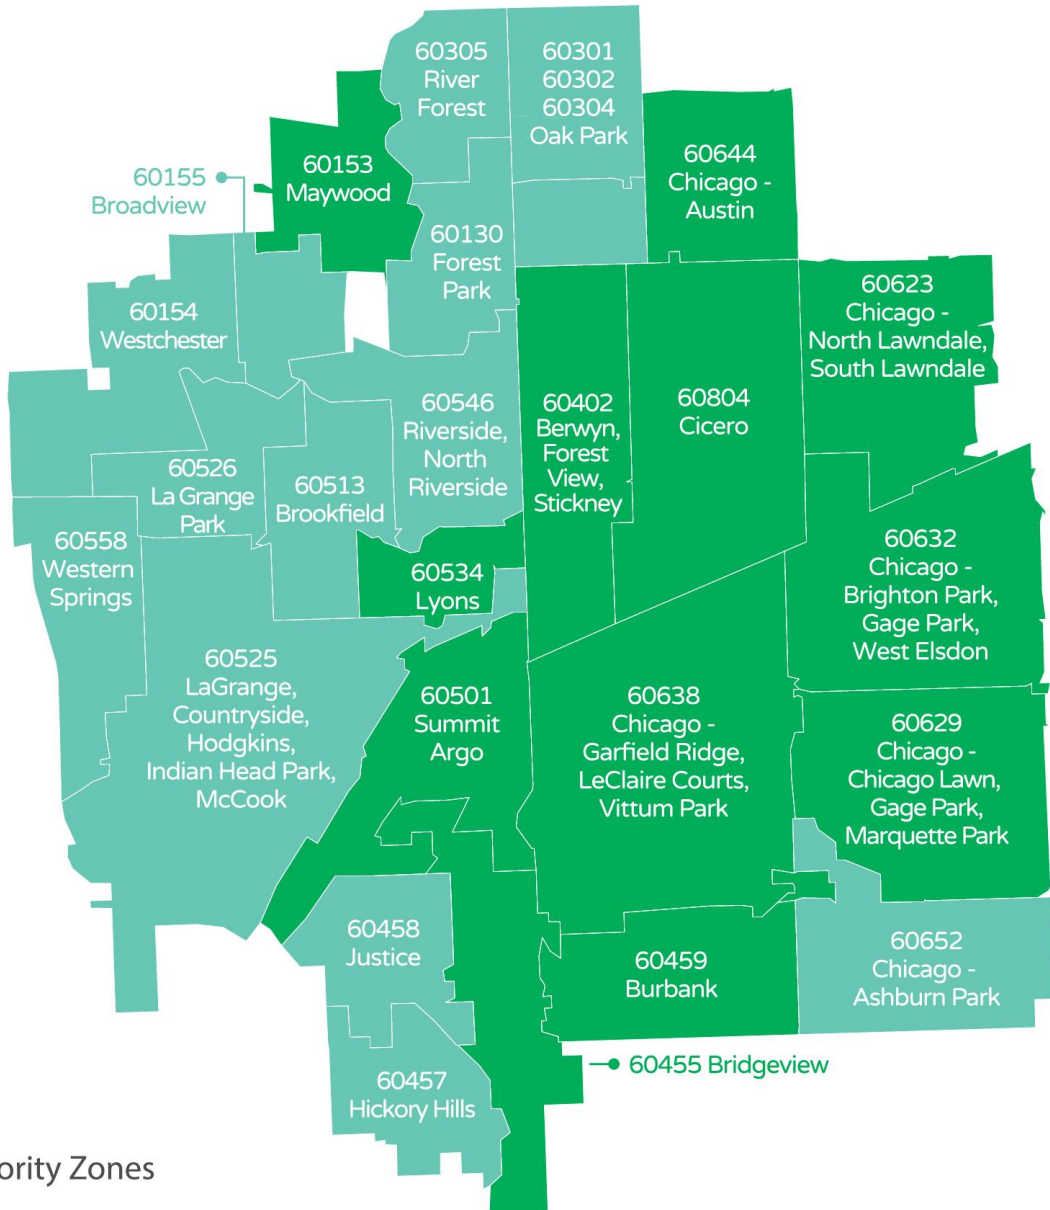 60305
River
Forest
60301
60302
60304
Oak Park
60153
Maywood
60644
Chicago -
Austin
60155
Broadview
60130
Forest
Park
60154
Westchester
60623
Chicago -
North Lawndale,
South Lawndale
60546
Riverside,
North
Riverside
60402
Berwyn,
Forest
View,
Stickney
60804
Cicero
60526
La Grange
Park
60513
Brookfield
60558
Western
Springs
60534
Lyons
60632
Chicago -
Brighton Park,
Gage Park,
West Elsdon
60525
LaGrange,
Countryside,
Hodgkins,
Indian Head Park,
McCook
60501
Summit
Argo
60638
Chicago -
Garfield Ridge,
LeClaire Courts,
Vittum Park
60629
Chicago -
Chicago Lawn,
Gage Park,
Marquette Park
60458
Justice
60459
Burbank
60652
Chicago -
Ashburn Park
60455 Bridgeview
60457
Hickory Hills
ority Zones